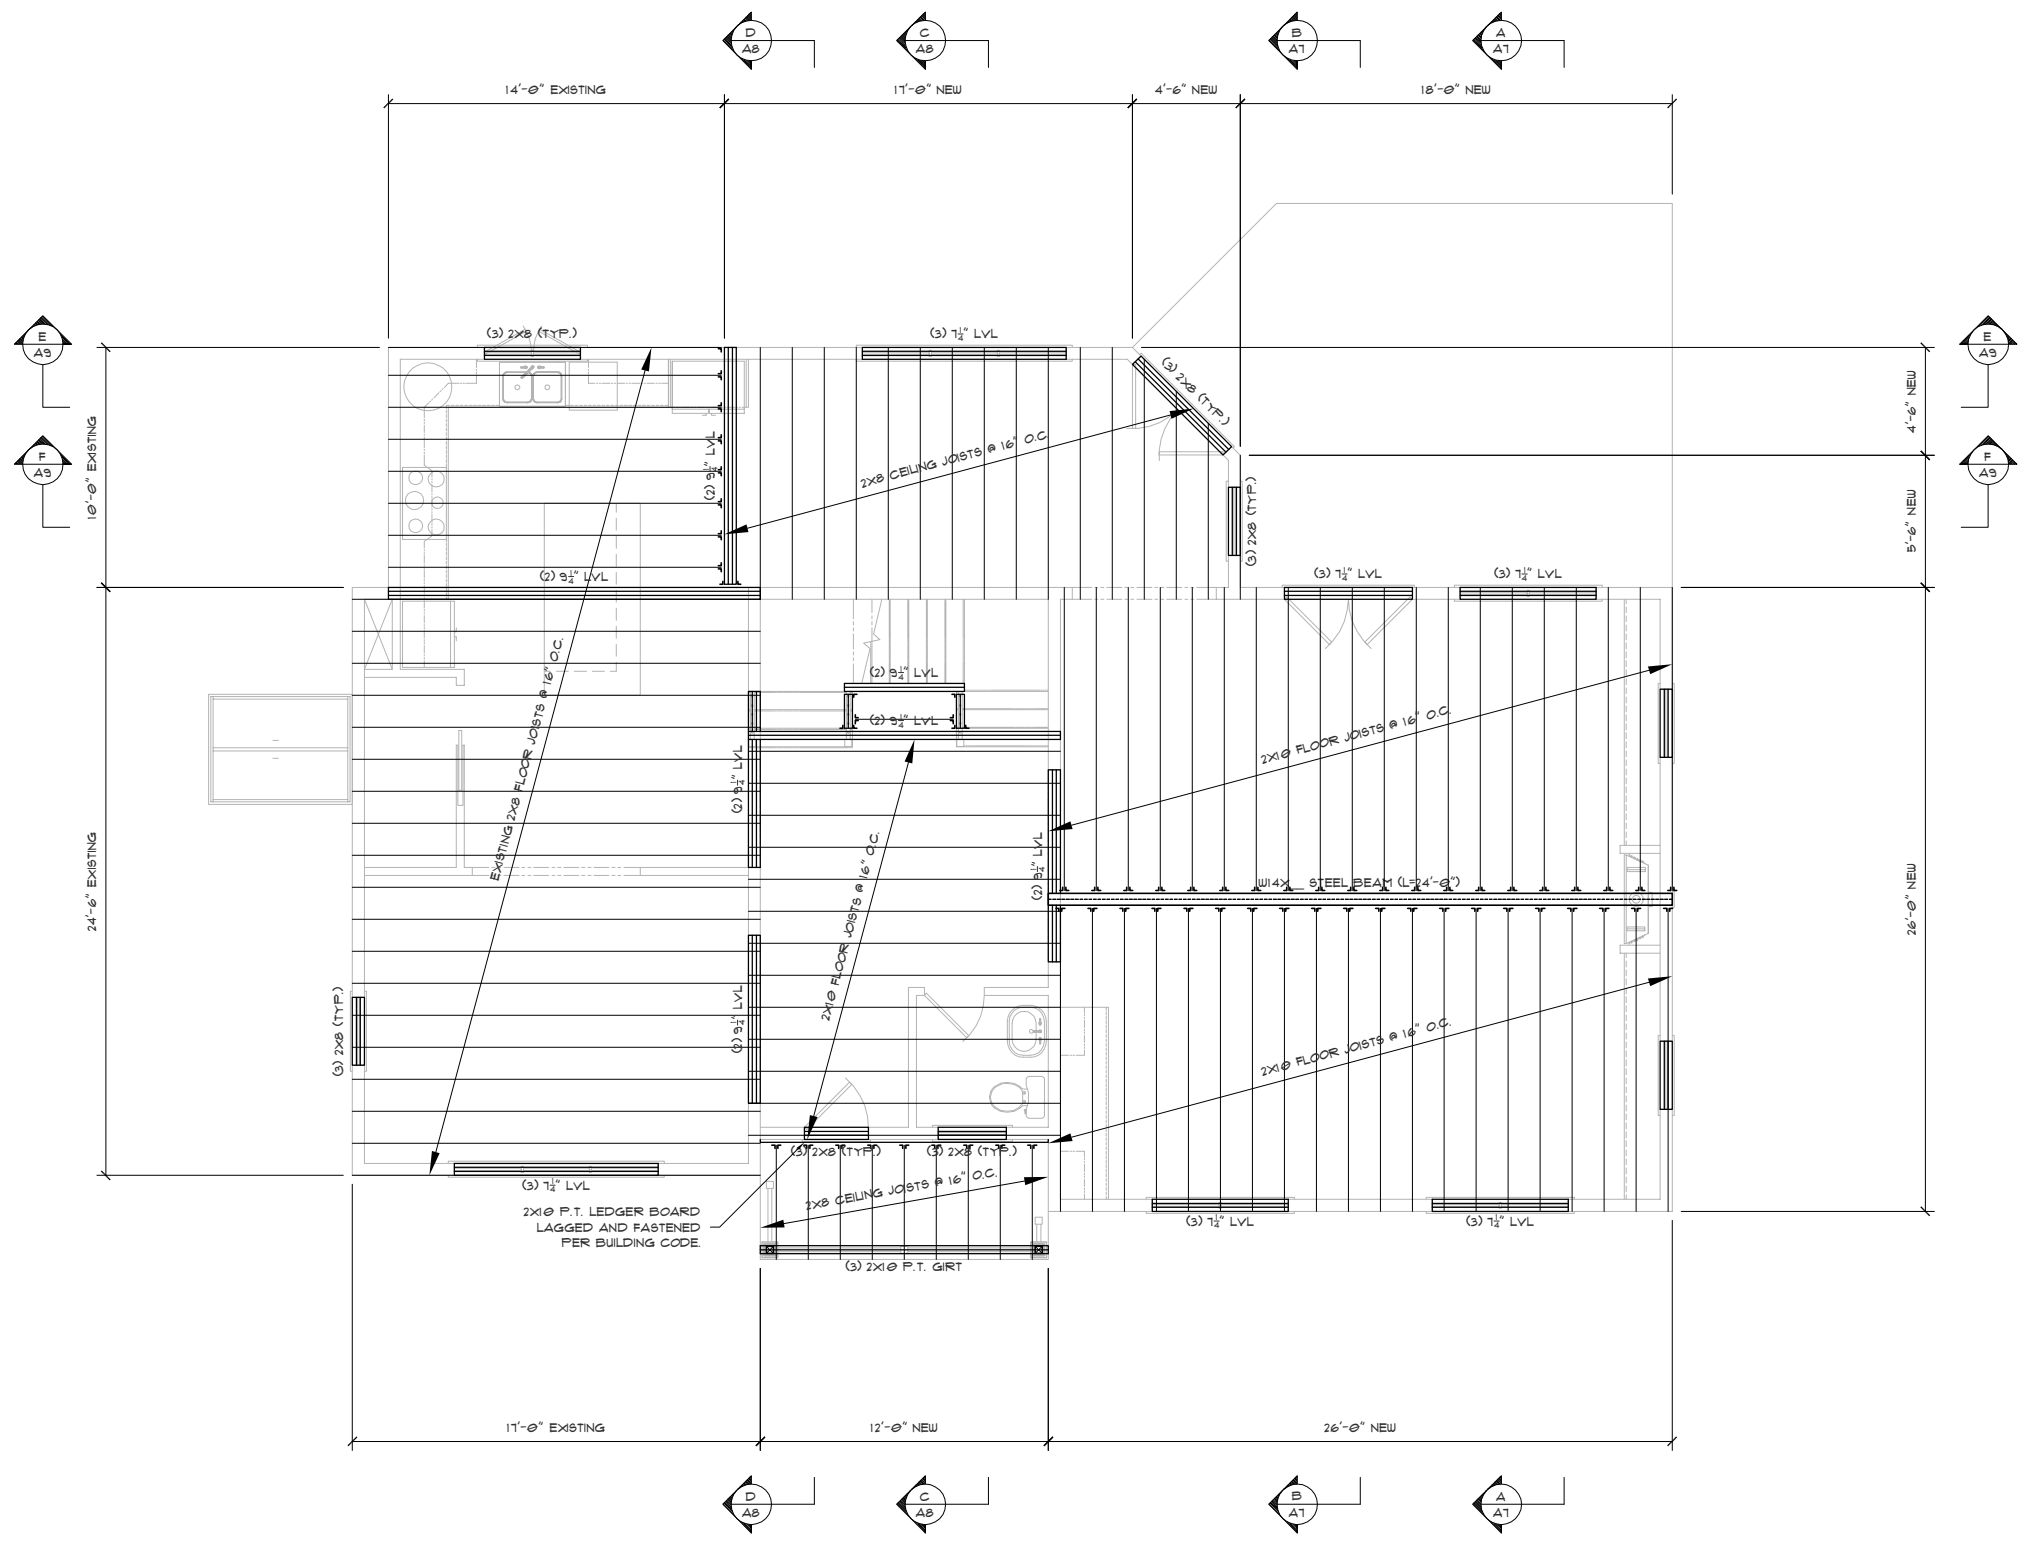 D C B A
A8 A8 A7 A7
14'-0" EXISTING 17'-0" NEW 4'-6" NEW 18'-0" NEW
E
A9
(3) 2X8 (TYP.)
(3) 7¼" LVL
E
A9
(3) 2X8 (TYP.)
4'-6" NEW
F
A9
10'-0" EXISTING
(2) 9¼" LVL
2X8 CEILING JOISTS @ 16" O.C.
F
A9
(3) 2X8 (TYP.)
5'-6" NEW
(2) 9¼" LVL
(3) 7¼" LVL
(3) 7¼" LVL
EXISTING 2X8 FLOOR JOISTS @ 16" O.C.
(2) 9¼" LVL
(2) 9¼" LVL
2X10 FLOOR JOISTS @ 16" O.C.
(2) 9¼" LVL
24'-6" EXISTING
2X10 FLOOR JOISTS @ 16" O.C.
(2) 9¼" LVL
W14X__ STEEL BEAM (L=24'-0")
26'-0" NEW
(3) 2X8 (TYP.)
(2) 9¼" LVL
2X10 FLOOR JOISTS @ 16" O.C.
(3) 2X8 (TYP.)
(3) 2X8 (TYP.)
(3) 7¼" LVL
2X8 CEILING JOISTS @ 16" O.C.
2X10 P.T. LEDGER BOARD
LAGGED AND FASTENED
PER BUILDING CODE.
(3) 7¼" LVL
(3) 7¼" LVL
(3) 2X10 P.T. GIRT
17'-0" EXISTING 12'-0" NEW 26'-0" NEW
D C B A
A8 A8 A7 A7